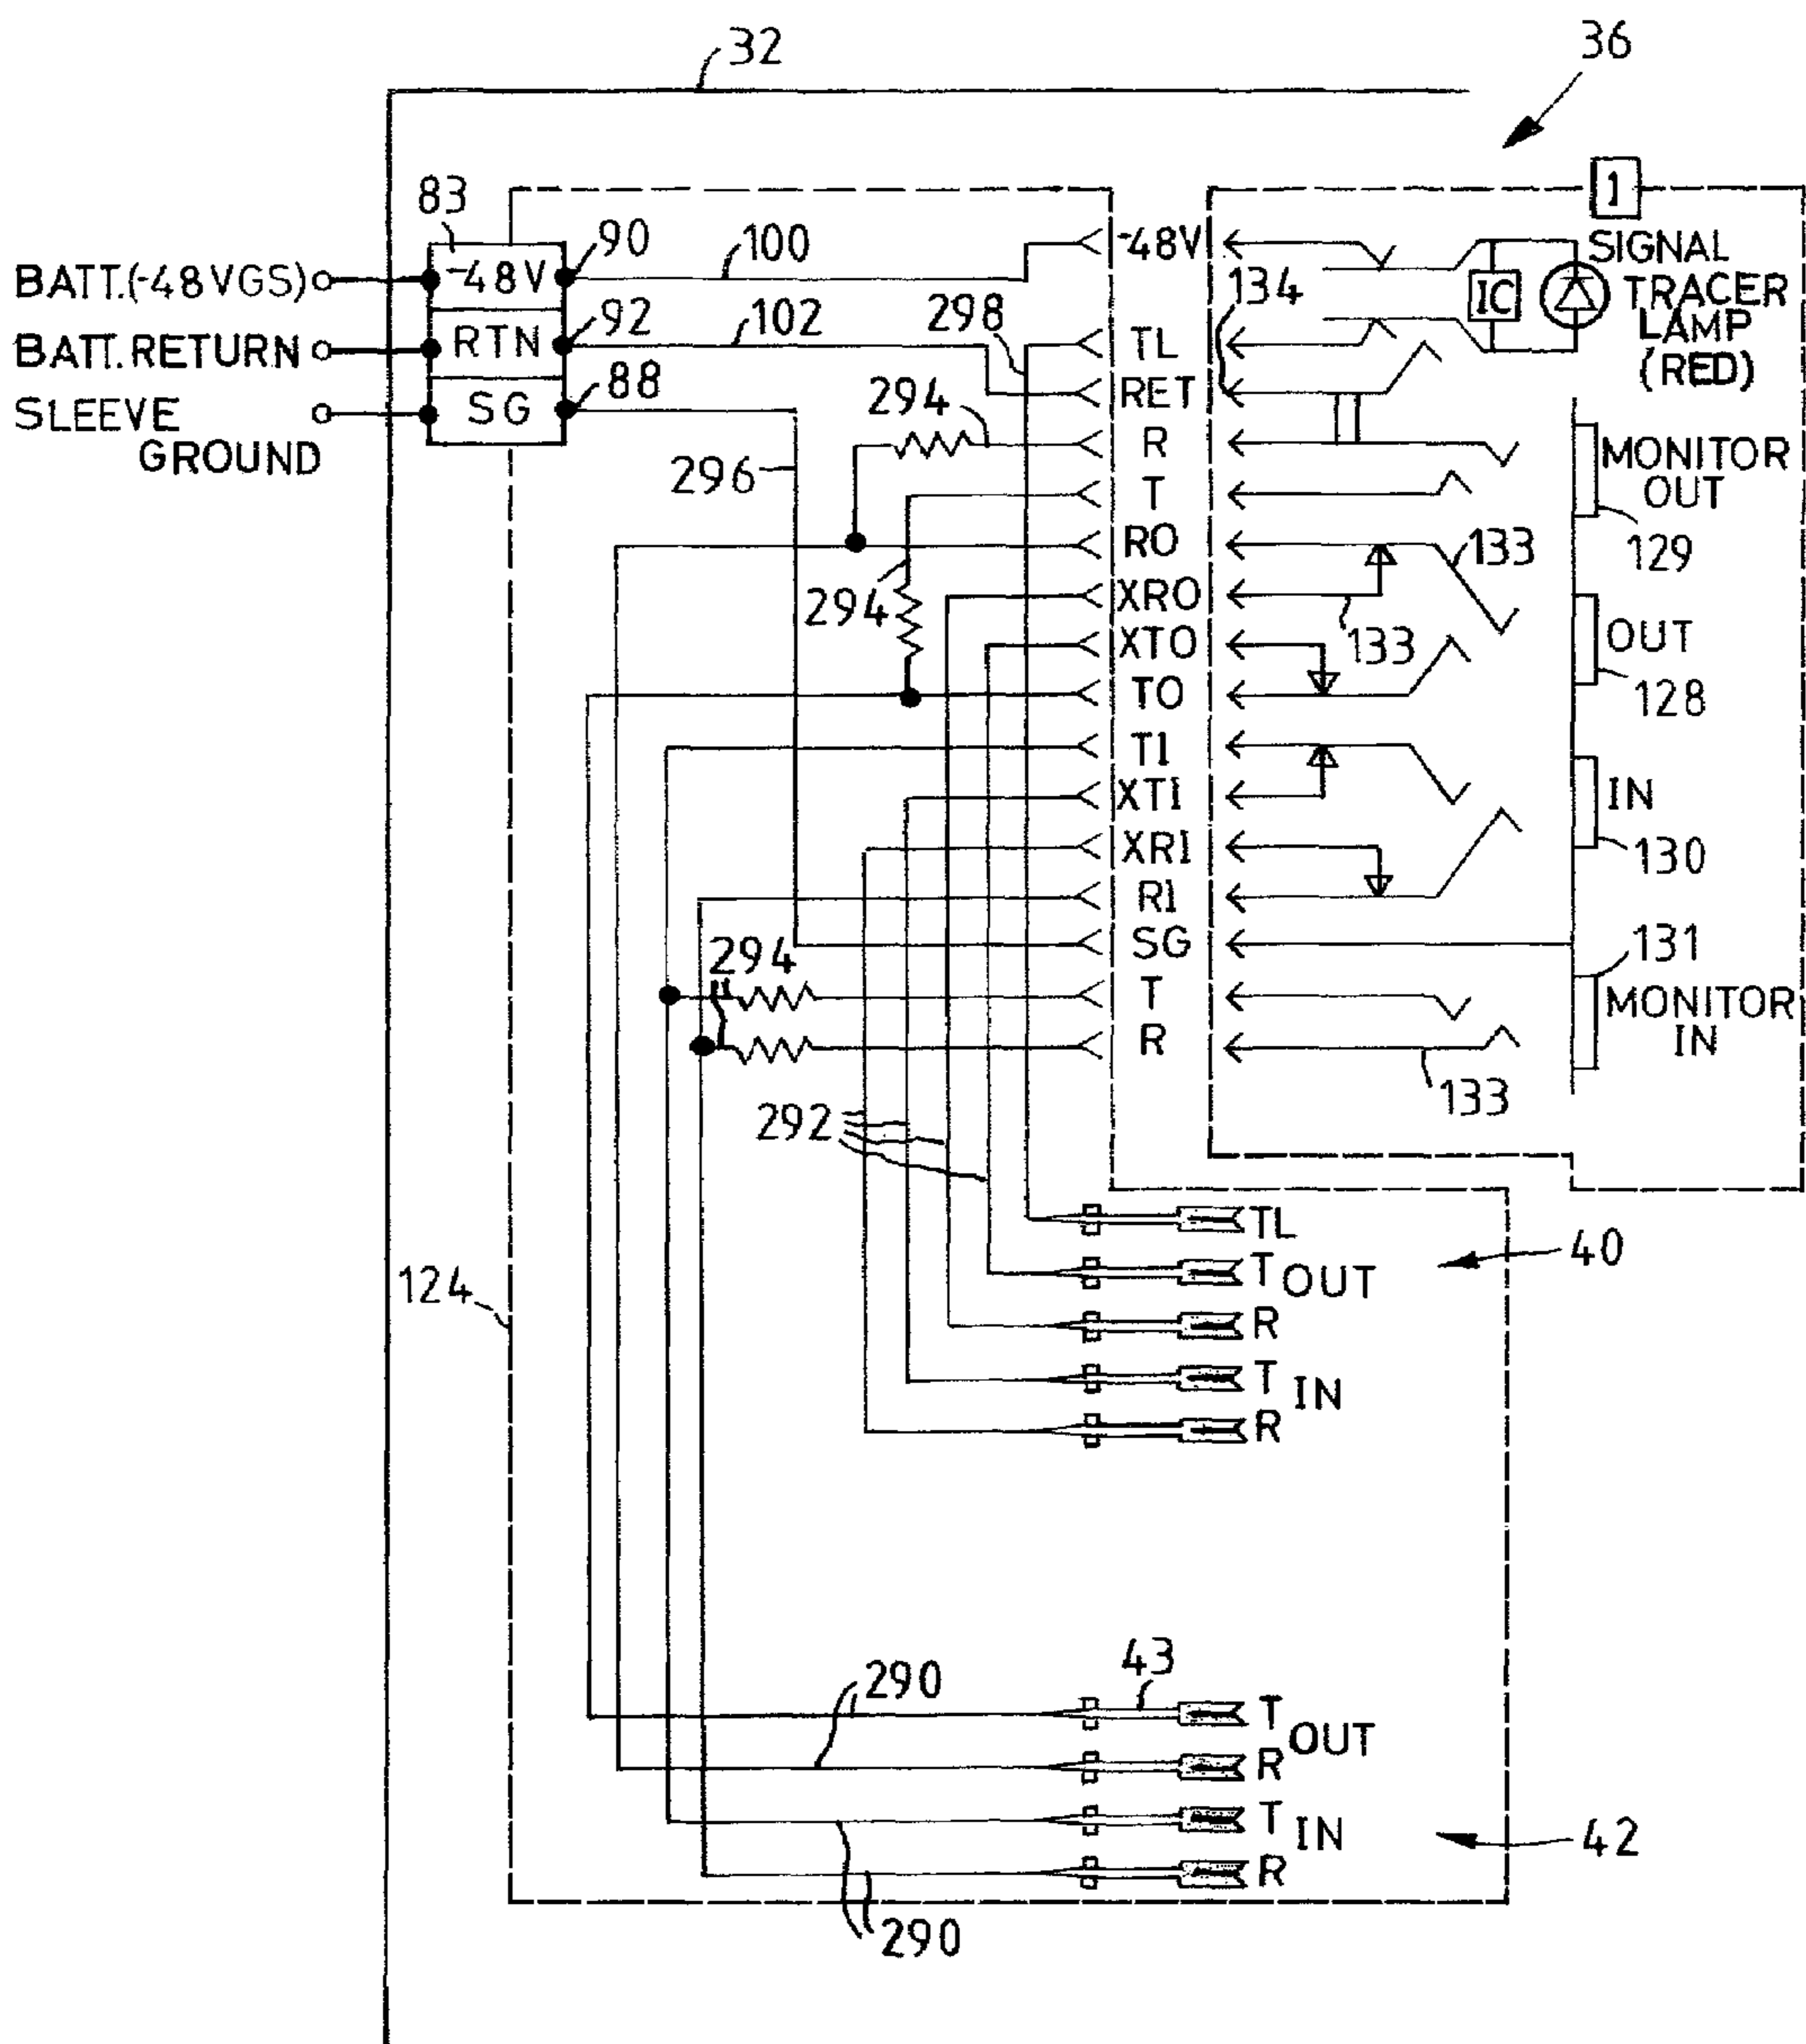 32
36
1
83
90
100
-48V
SIGNAL
TRACER
LAMP
(RED)
IC
BATT.(-48VGS)
-48V
134
298
92
102
BATT.RETURN
RTN
TL
88
RET
SLEEVE
GROUND
SG
294
R
MONITOR
OUT
296
T
129
RO
133
294
XRO
133
XTO
OUT
128
TO
T1
XT1
IN
130
XR1
R1
SG
131
294
T
MONITOR
IN
R
133
292
TL
40
T
OUT
R
124
T
IN
R
43
290
T
OUT
R
T
IN
42
R
290